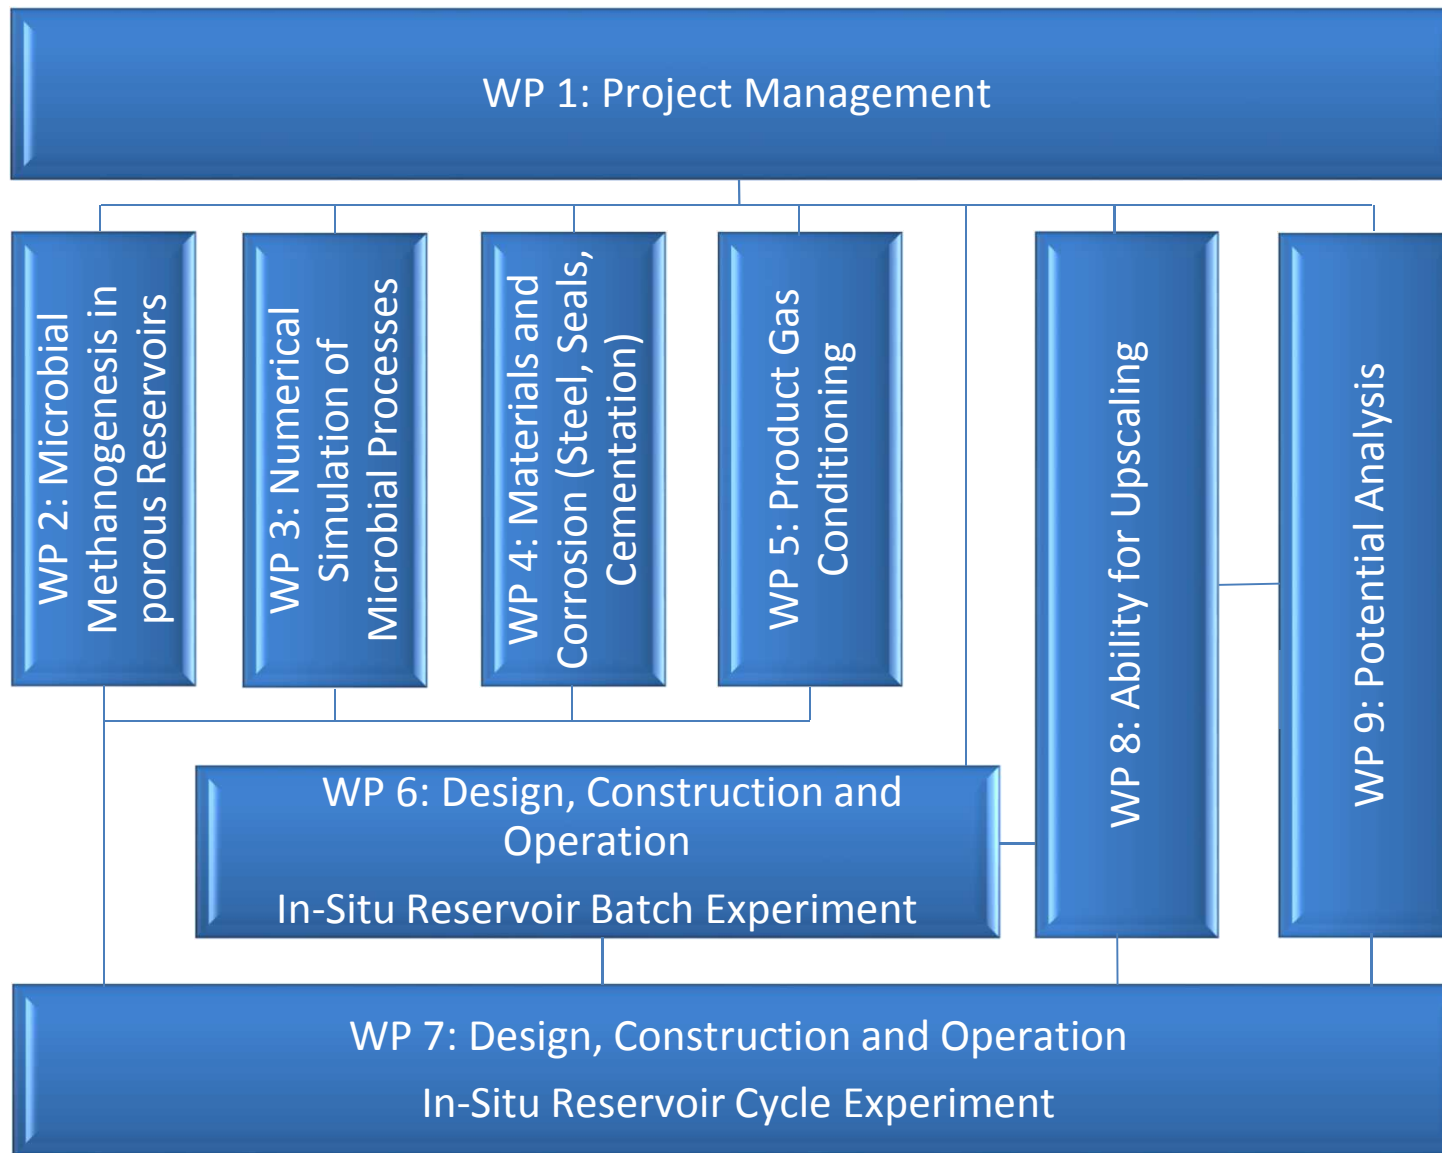 WP 1: Project Management
WP 2: Microbial
Methanogenesis in
porous Reservoirs
WP 3: Numerical
Simulation of
Microbial Processes
WP 4: Materials and
Corrosion (Steel, Seals,
Cementation)
WP 5: Product Gas
Conditioning
WP 8: Ability for Upscaling
WP 9: Potential Analysis
WP 6: Design, Construction and
Operation
In-Situ Reservoir Batch Experiment
WP 7: Design, Construction and Operation
In-Situ Reservoir Cycle Experiment